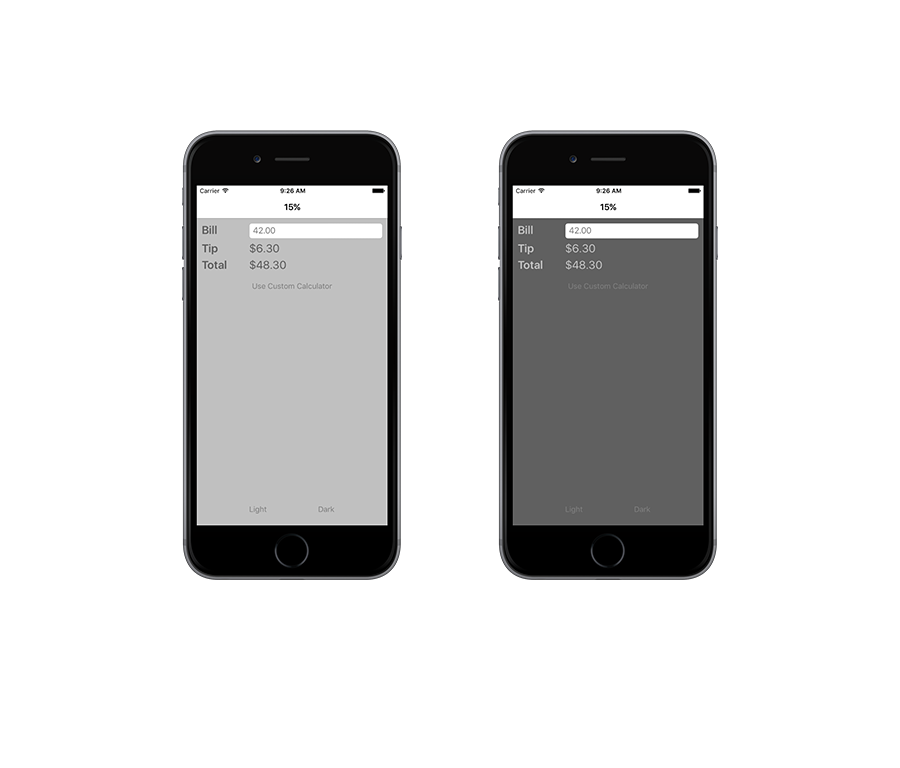 Carrier 9:26 AM
15%
Bill 42.00
Tip $6.30
Total $48.30
Use Custom Calculator
Light Dark
Carrier 9:26 AM
15%
Bill 42.00
Tip $6.30
Total $48.30
Use Custom Calculator
Light Dark